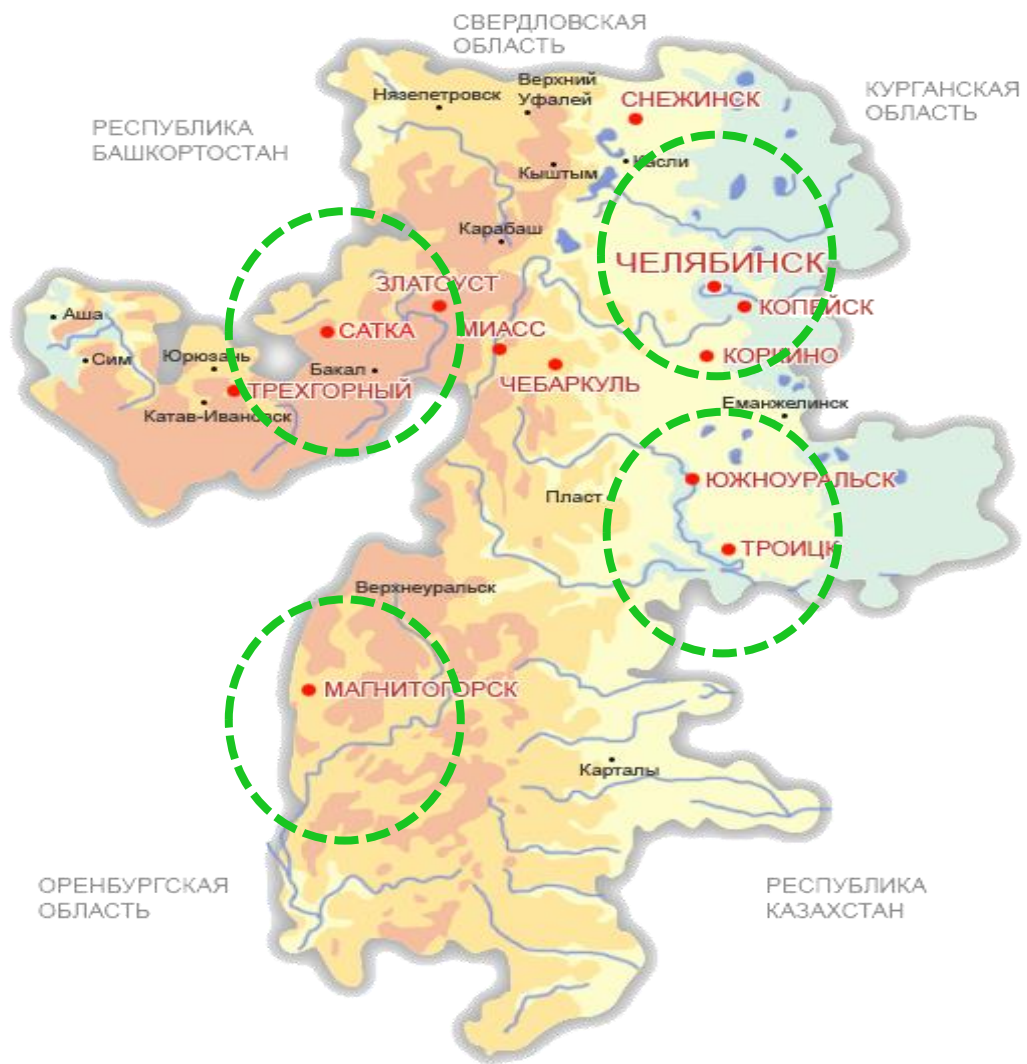 СВЕРДЛОВСКАЯ
ОБЛАСТЬ
КУРГАНСКАЯ
ОБЛАСТЬ
РЕСПУБЛИКА
БАШКОРТОСТАН
Нязепетровск
Верхний
Уфалей
СНЕЖИНСК
Касли
Кыштым
Карабаш
ЧЕЛЯБИНСК
ЗЛАТОУСТ
КОПЕЙСК
Аша
САТКА
МИАСС
Сим
Юрюзань
Бакал
КОРКИНО
ЧЕБАРКУЛЬ
ТРЕХГОРНЫЙ
Катав-Ивановск
Еманжелинск
ЮЖНОУРАЛЬСК
Пласт
ТРОИЦК
Верхнеуральск
МАГНИТОГОРСК
Карталы
ОРЕНБУРГСКАЯ
ОБЛАСТЬ
РЕСПУБЛИКА
КАЗАХСТАН